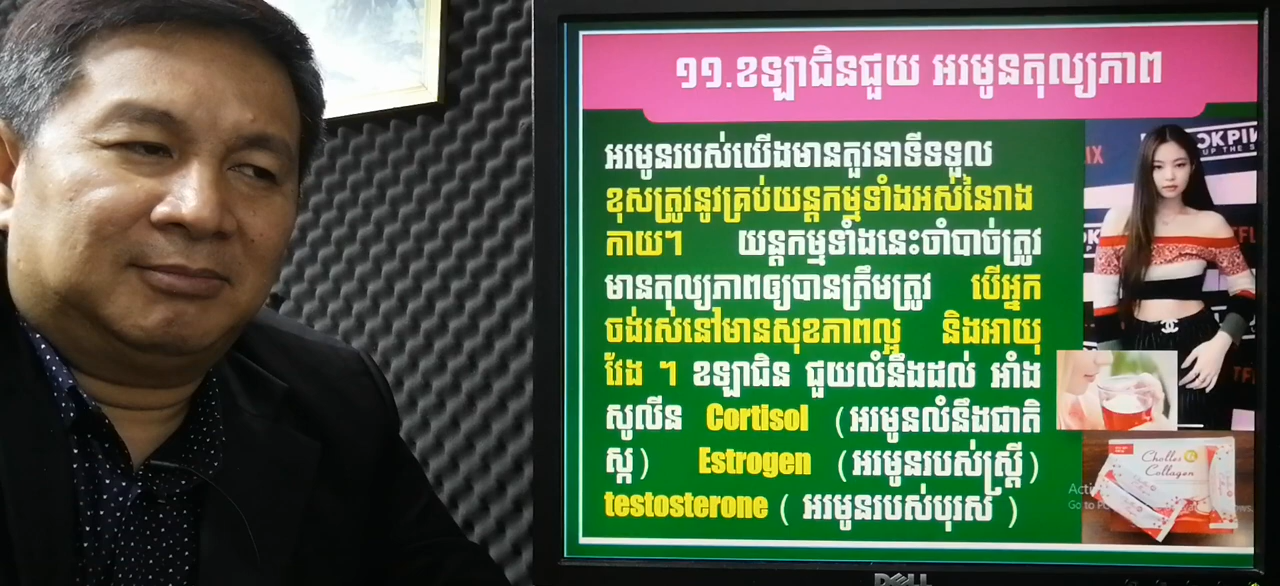 ១១.ខឡាជិនជួយ អរមូនតុល្យភាព
អរមូនរបស់យើងមានតួរនាទីទទួល
ខុសត្រូវនូវគ្រប់យន្តកម្មទាំងអស់នៃរាង
កាយ។ យន្តកម្មទាំងនេះចាំបាច់ត្រូវ
មានតុល្យភាពឲ្យបានត្រឹមត្រូវ បើអ្នក
ចង់រស់នៅមានសុខភាពល្អ និងអាយុ
វែង ។ ខឡាជិន ជួយលំនឹងដល់ អាំង
សូលីន Cortisol (អរមូនលំនឹងជាតិ
ស្ក) Estrogen (អរមូនរបស់ស្ត្រី)
testosterone ( អរមូនរបស់បុរស )
UP THE S
Collagen
Go to PC
DELL